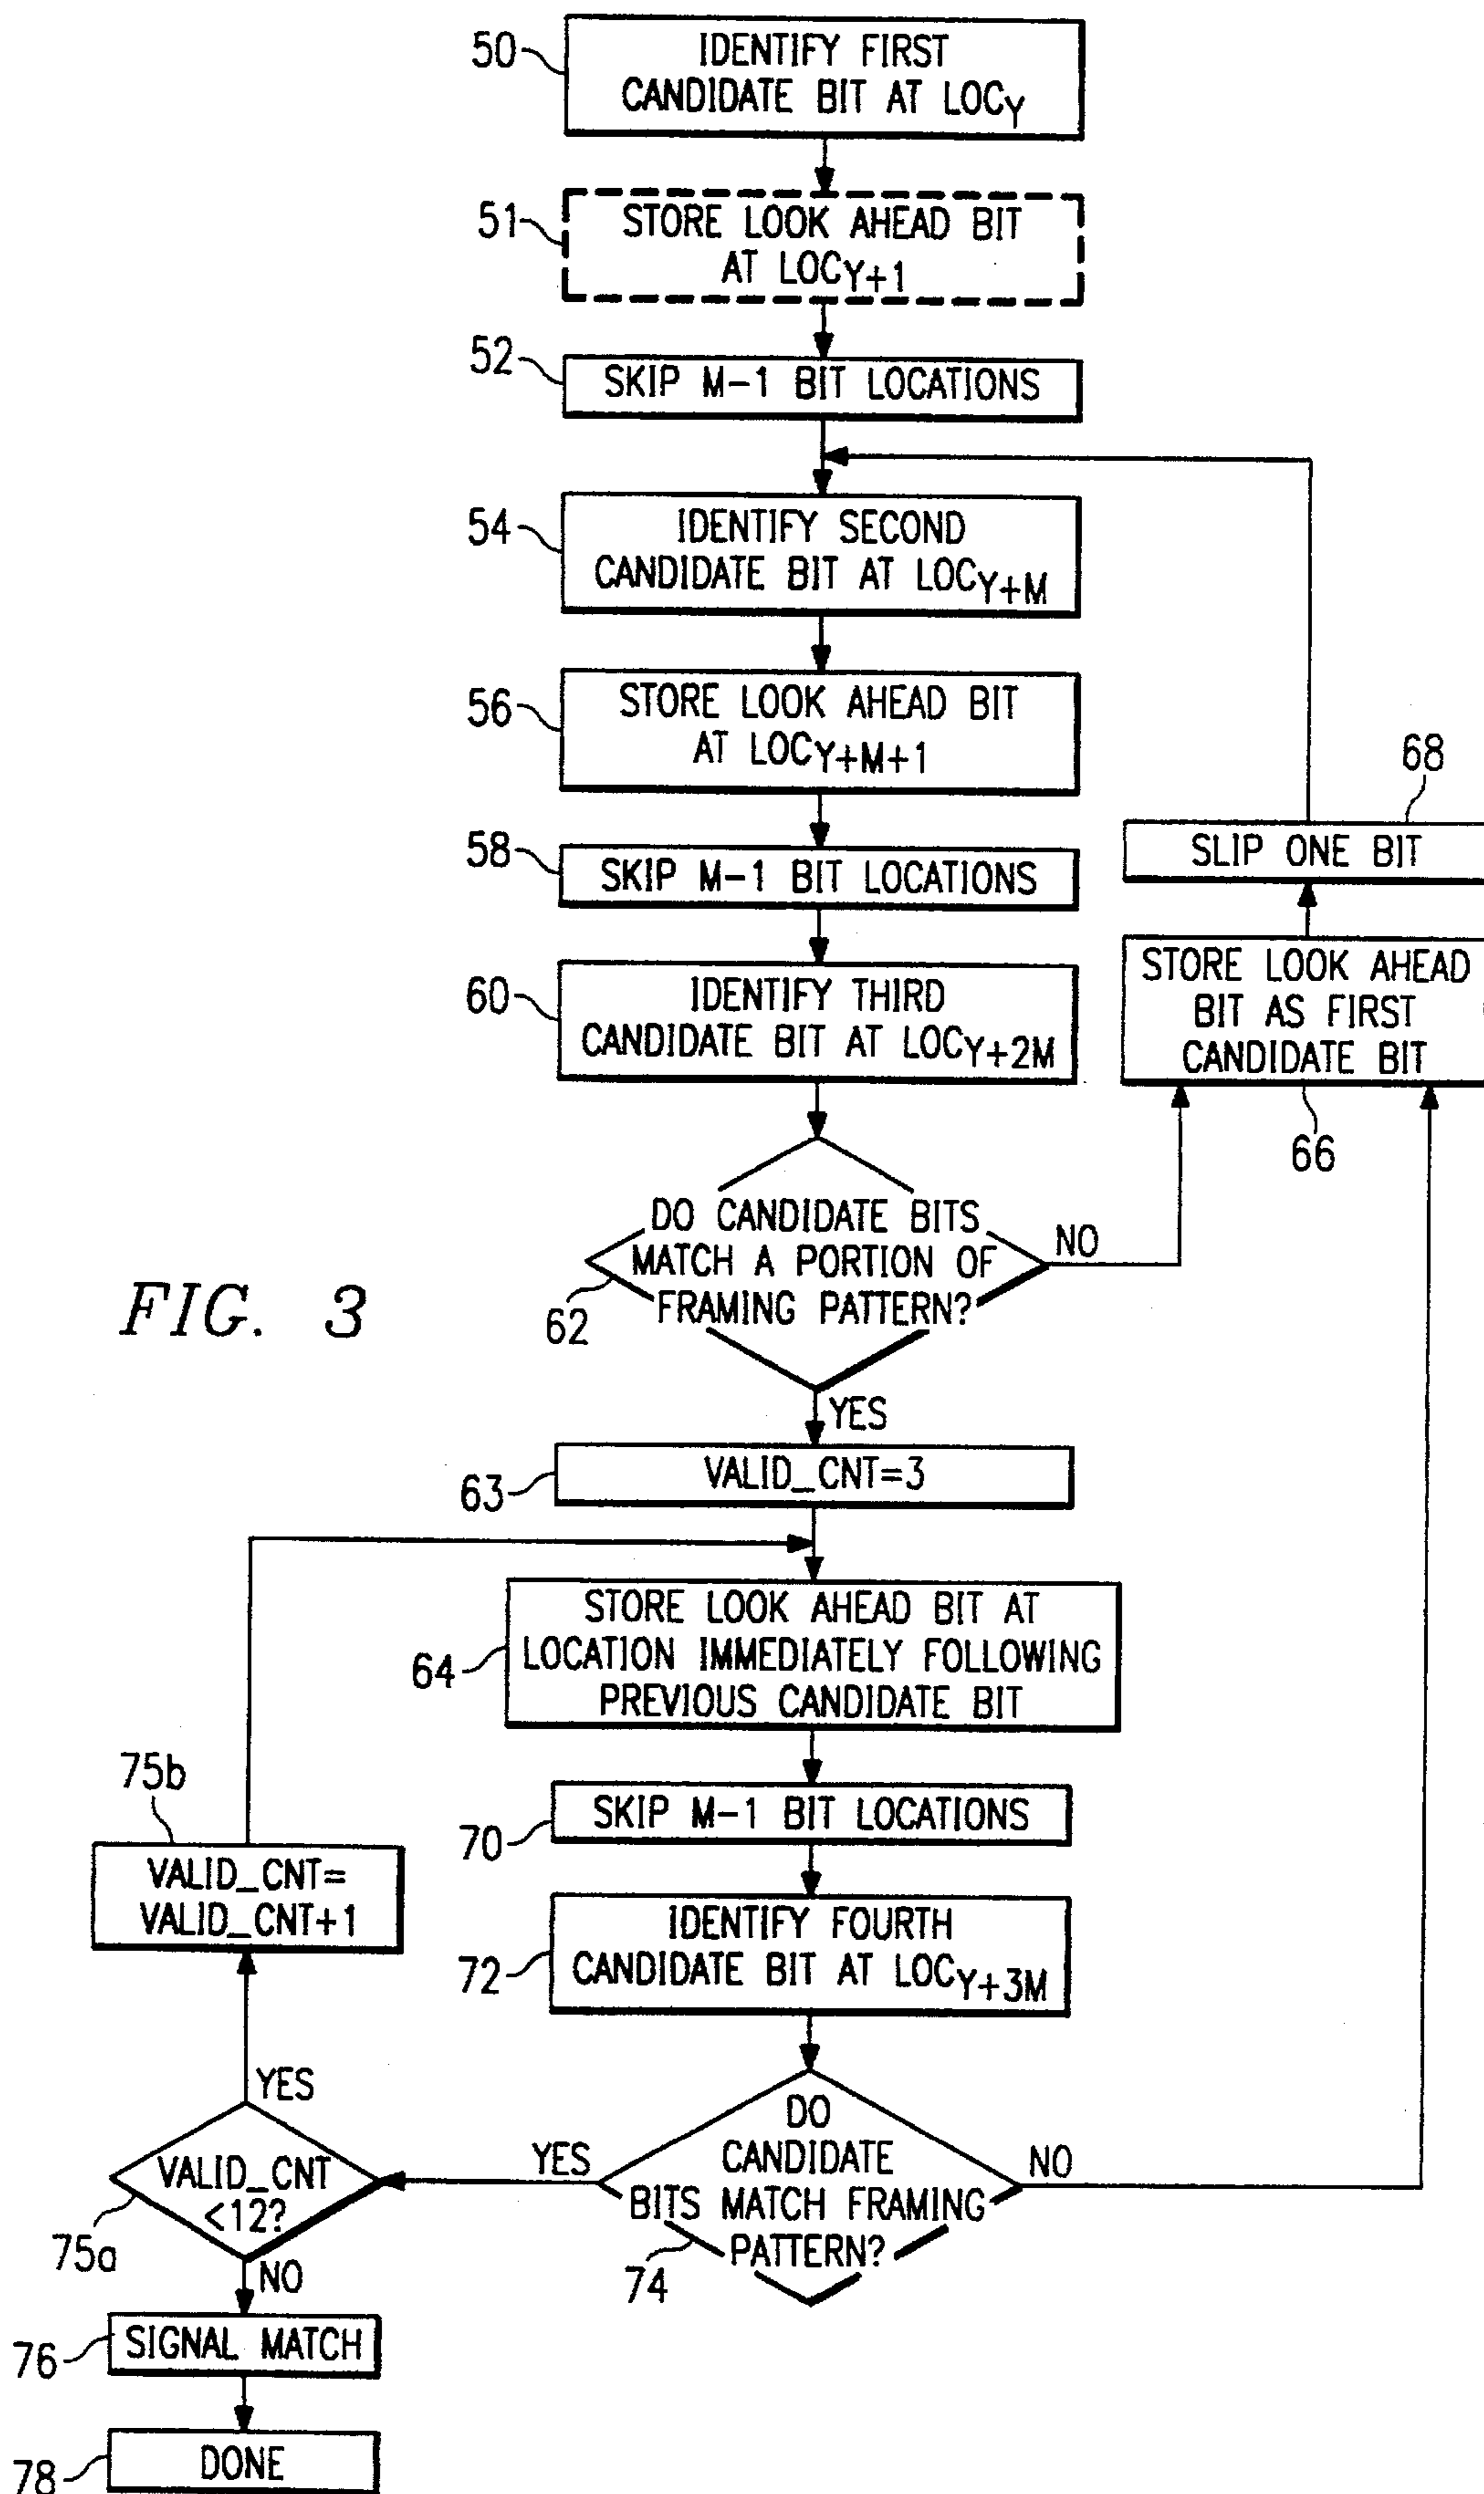 50
IDENTIFY FIRST
CANDIDATE BIT AT LOCY
51
STORE LOOK AHEAD BIT
AT LOCY+1
52
SKIP M-1 BIT LOCATIONS
54
IDENTIFY SECOND
CANDIDATE BIT AT LOCY+M
56
STORE LOOK AHEAD BIT
AT LOCY+M+1
58
SKIP M-1 BIT LOCATIONS
68
SLIP ONE BIT
60
IDENTIFY THIRD
CANDIDATE BIT AT LOCY+2M
STORE LOOK AHEAD
BIT AS FIRST
CANDIDATE BIT
66
DO CANDIDATE BITS
MATCH A PORTION OF
FRAMING PATTERN?
62
NO
YES
FIG. 3
63
VALID_CNT=3
64
STORE LOOK AHEAD BIT AT
LOCATION IMMEDIATELY FOLLOWING
PREVIOUS CANDIDATE BIT
70
SKIP M-1 BIT LOCATIONS
75b
VALID_CNT=
VALID_CNT+1
72
IDENTIFY FOURTH
CANDIDATE BIT AT LOCY+3M
DO
CANDIDATE
BITS MATCH FRAMING
PATTERN?
74
NO
YES
YES
VALID_CNT
<12?
75a
NO
76
SIGNAL MATCH
78
DONE